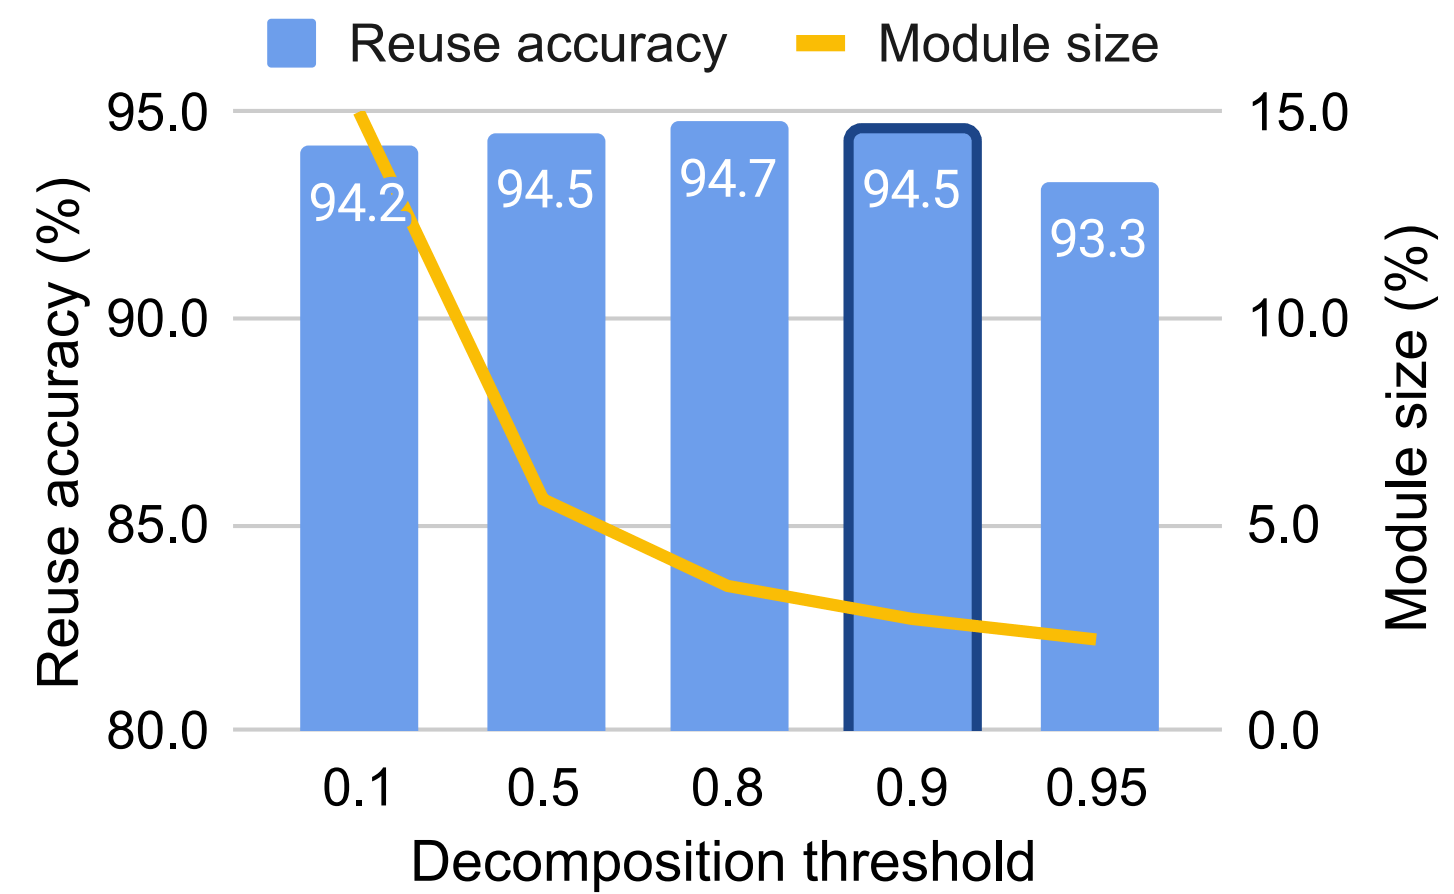 Reuse accuracy Module size
95.0 15.0
94.2 94.5 94.7 94.5 93.3
90.0 10.0
85.0 5.0
80.0 0.0
0.1 0.5 0.8 0.9 0.95
Decomposition threshold
Reuse accuracy (%)
Module size (%)